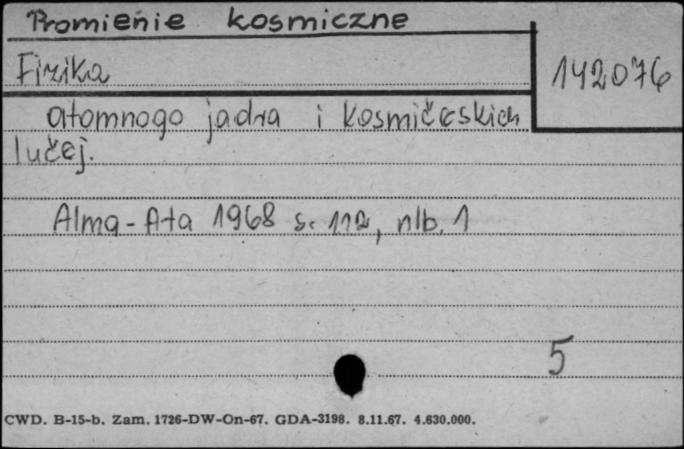 Promienie kosmiczne
Fizika
142076
atomnogo jadra i kosmičeskich
lučej.
Alma-Ata 1968 s. 112, nlb. 1
5
CWD. B-15-b. Zam. 1726-DW-On-67. GDA-3198. 8.11.67. 4.630.000.